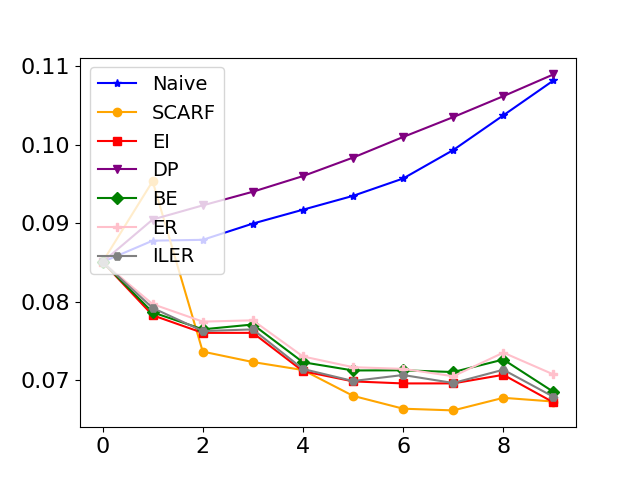 0.11
0.10
0.09
0.08
0.07
0 2 4 6 8
Naive
SCARF
EI
DP
BE
ER
ILER